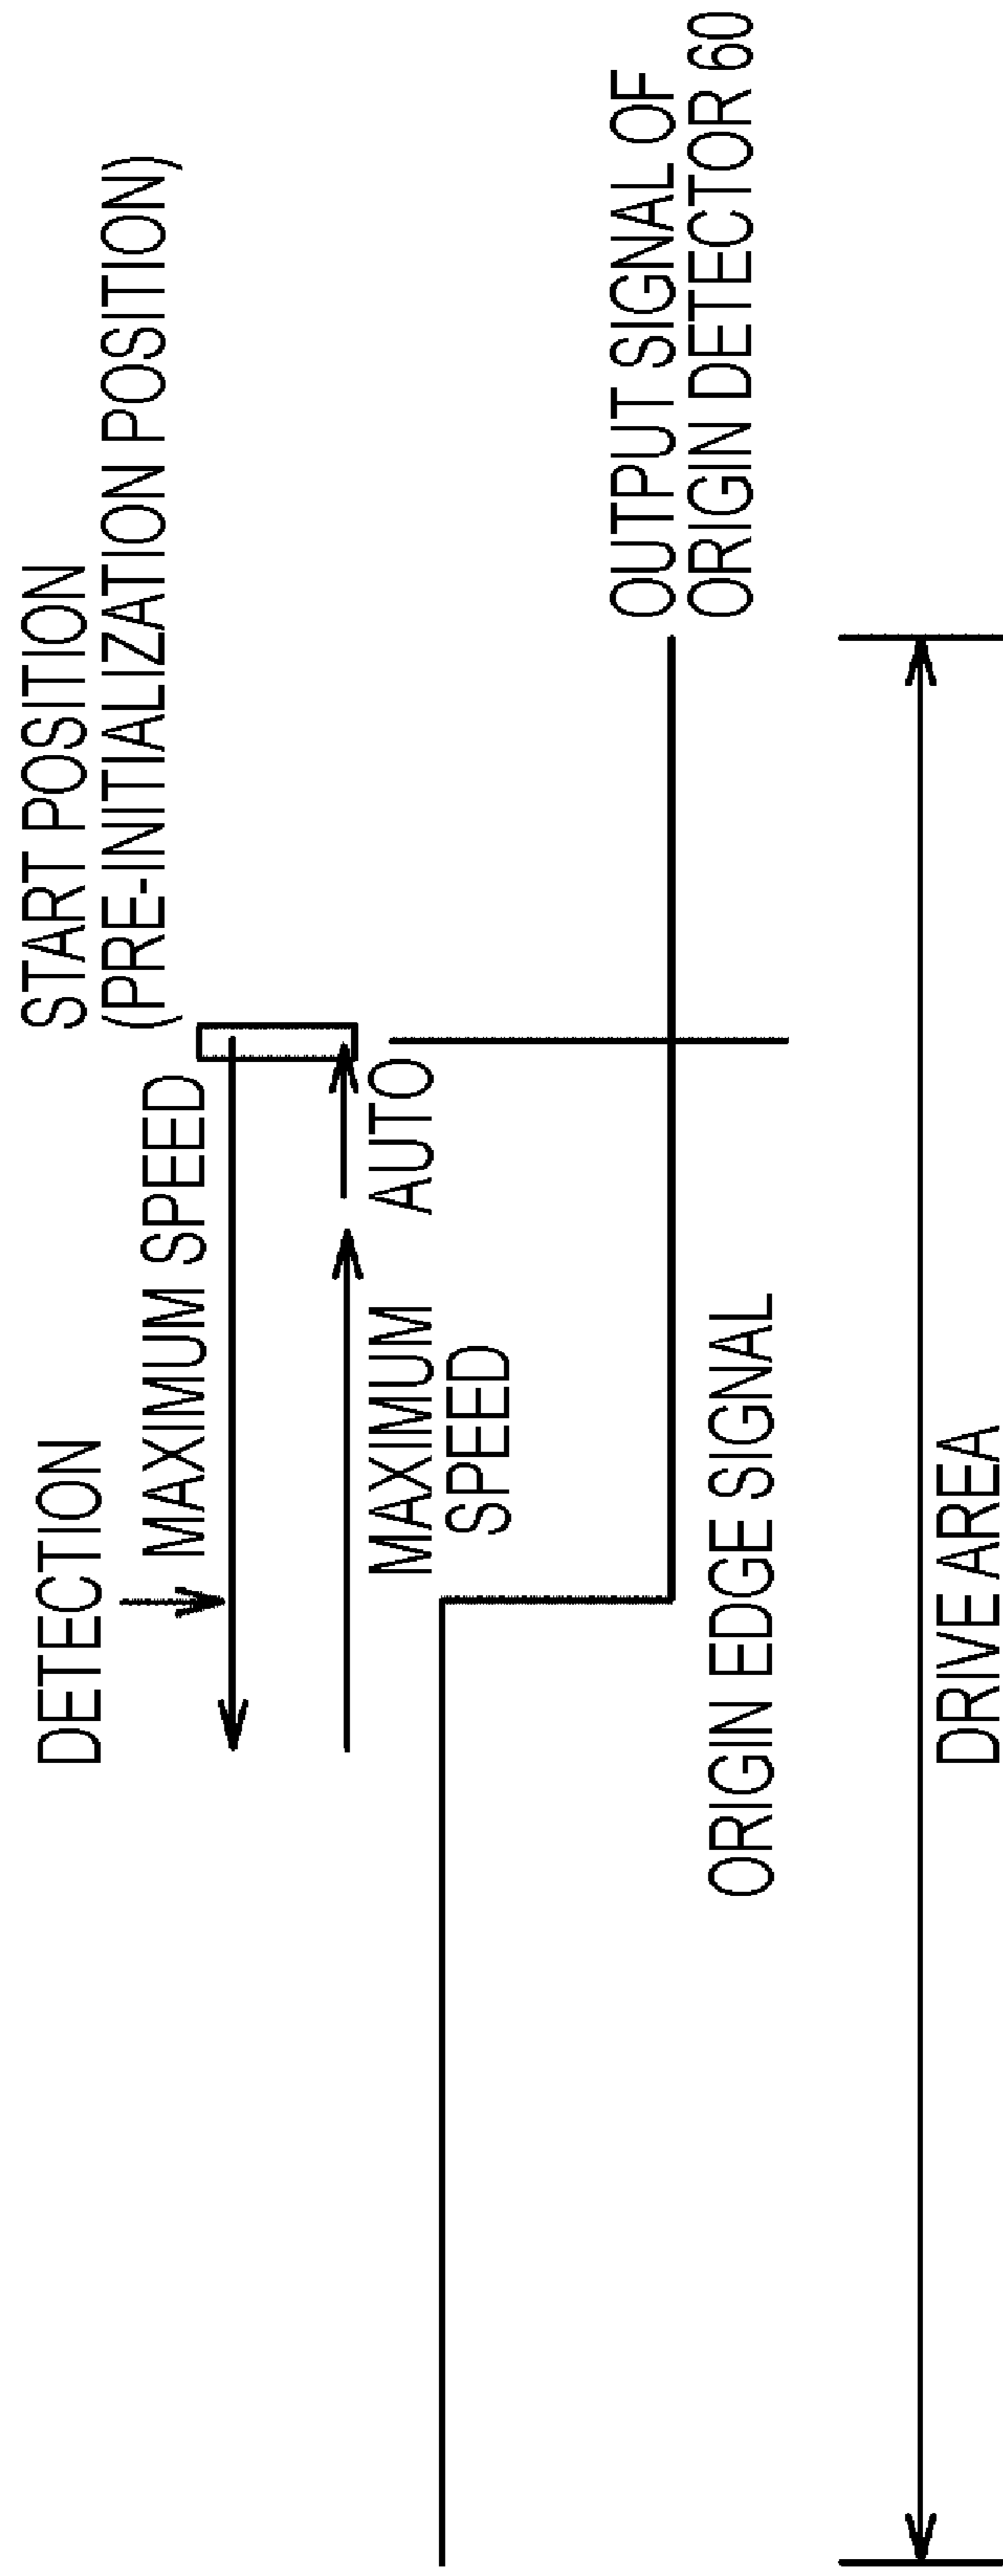 START POSITION
(PRE-INITIALIZATION POSITION)
DETECTION
MAXIMUM SPEED
MAXIMUM
SPEED
AUTO
OUTPUT SIGNAL OF
ORIGIN DETECTOR 60
ORIGIN EDGE SIGNAL
DRIVE AREA